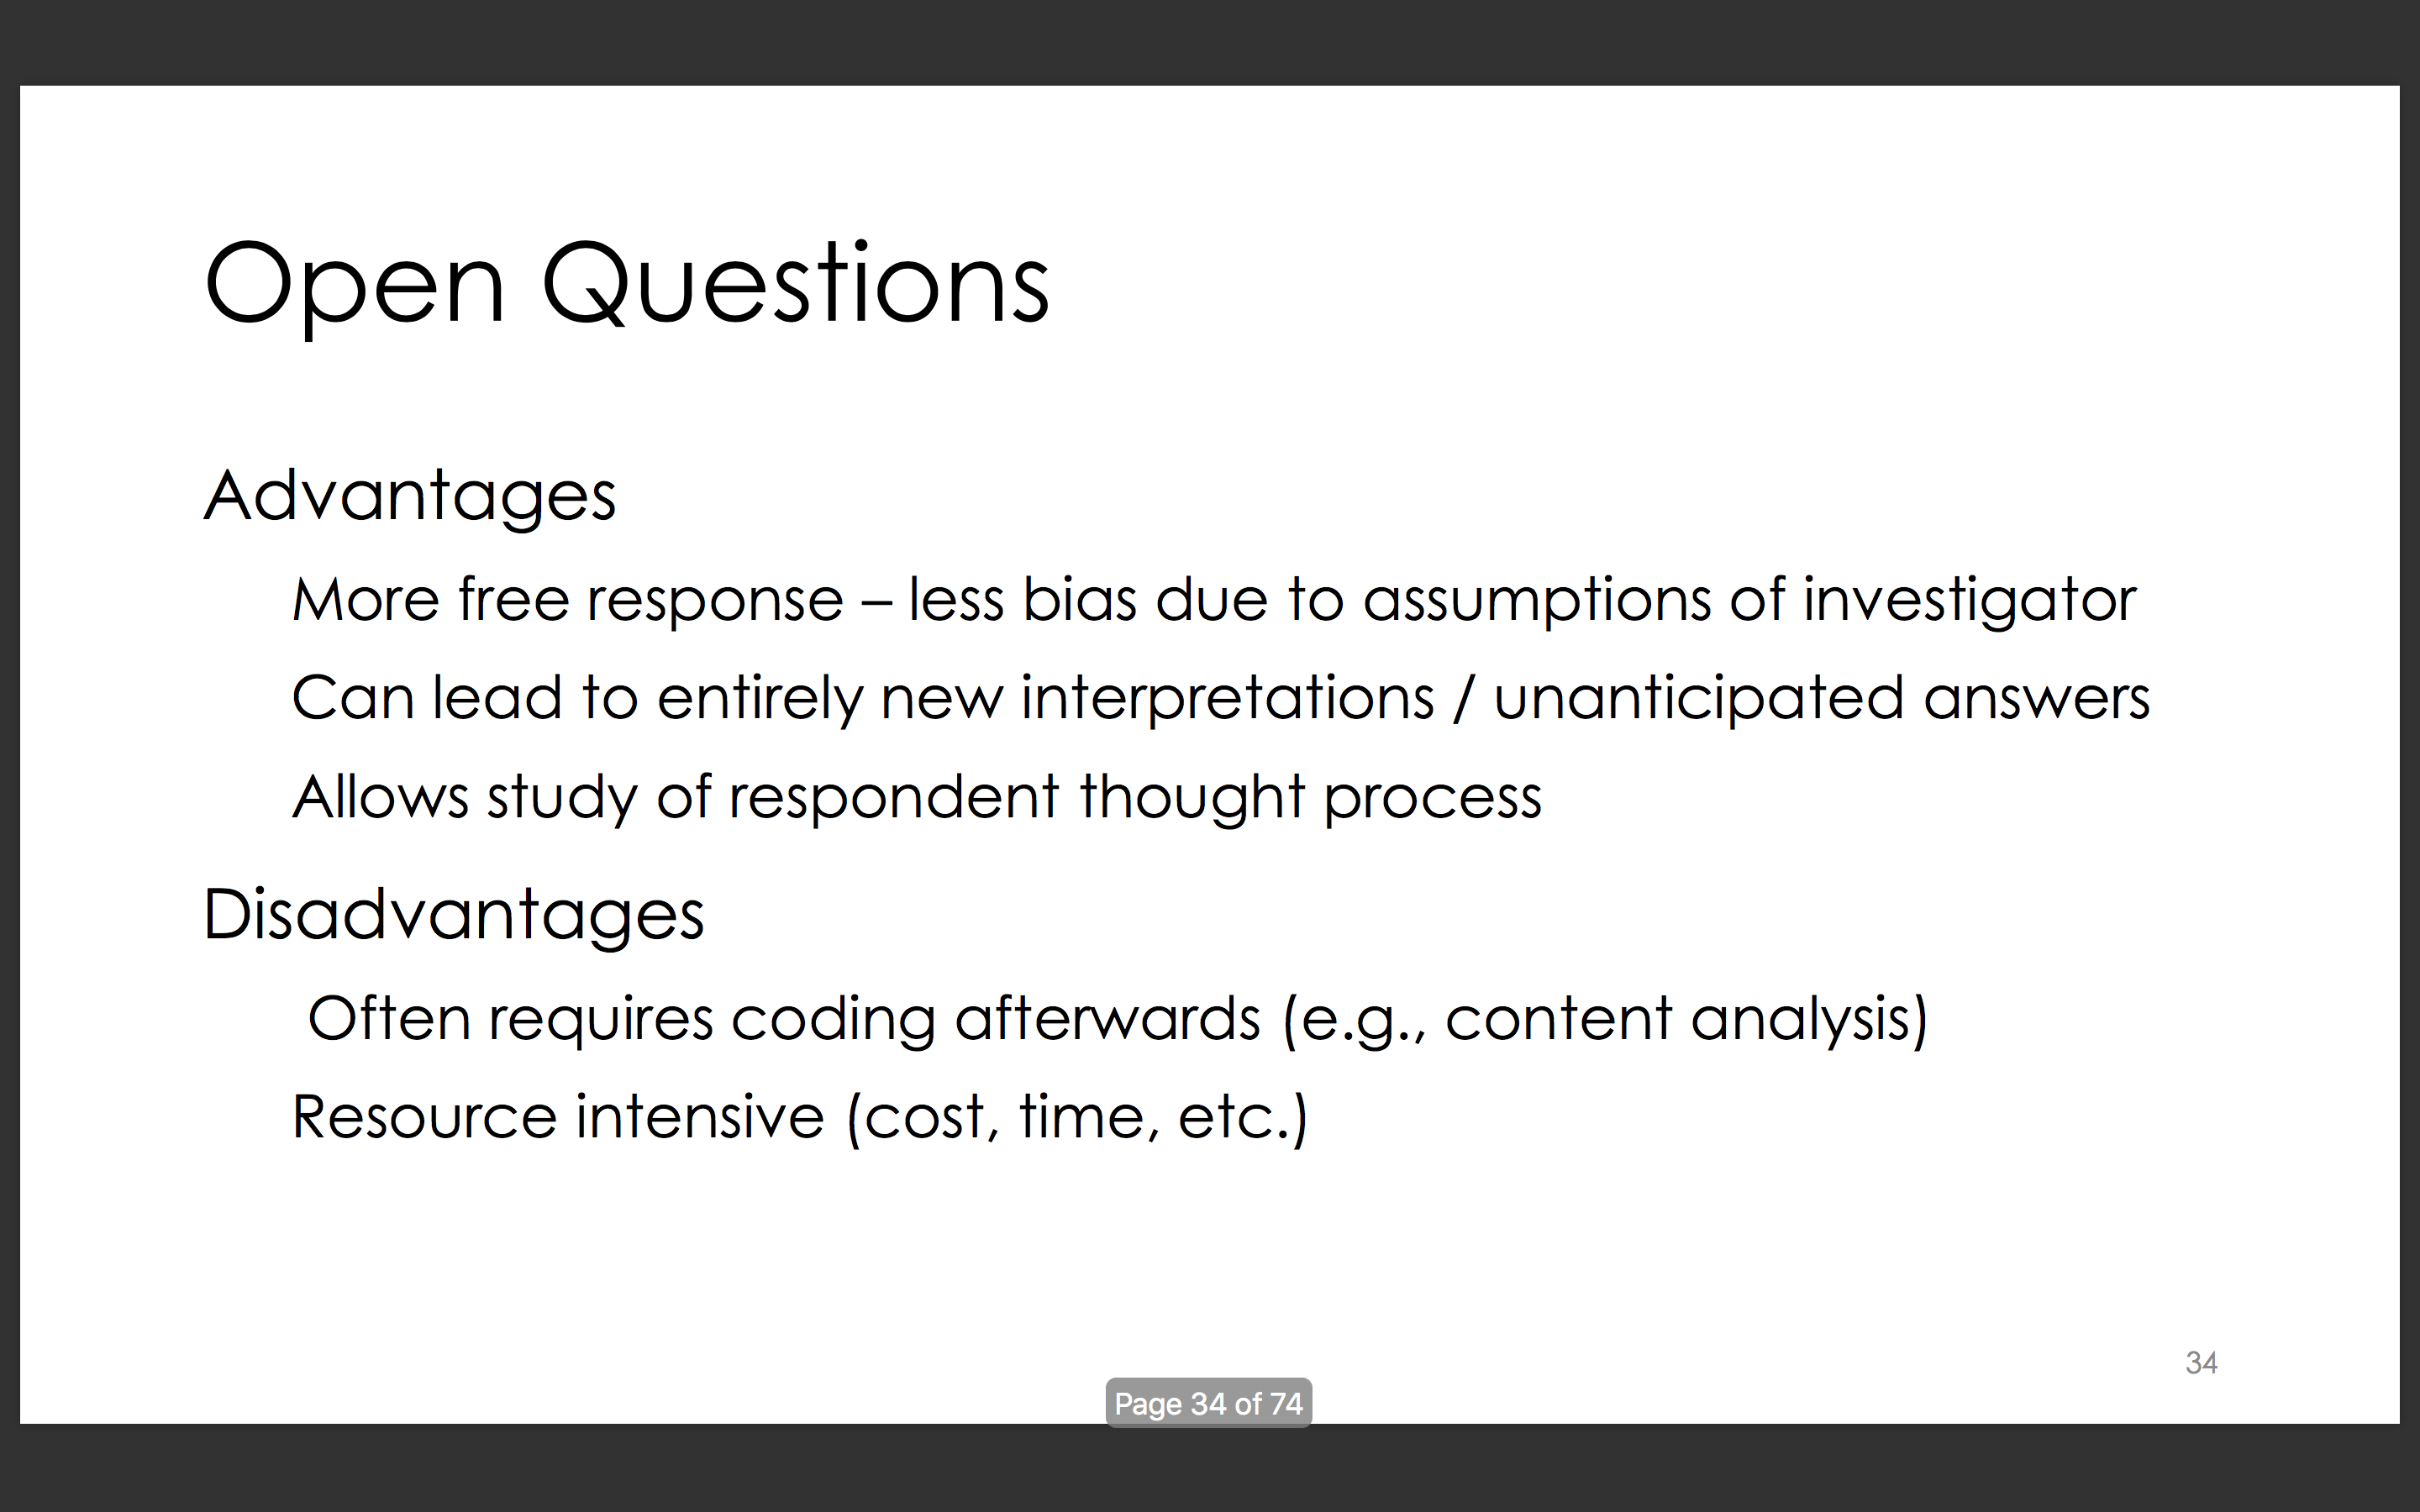 Open Questions
Advantages
More free response – less bias due to assumptions of investigator
Can lead to entirely new interpretations / unanticipated answers
Allows study of respondent thought process
Disadvantages
Often requires coding afterwards (e.g., content analysis)
Resource intensive (cost, time, etc.)
34
Page 34 of 74